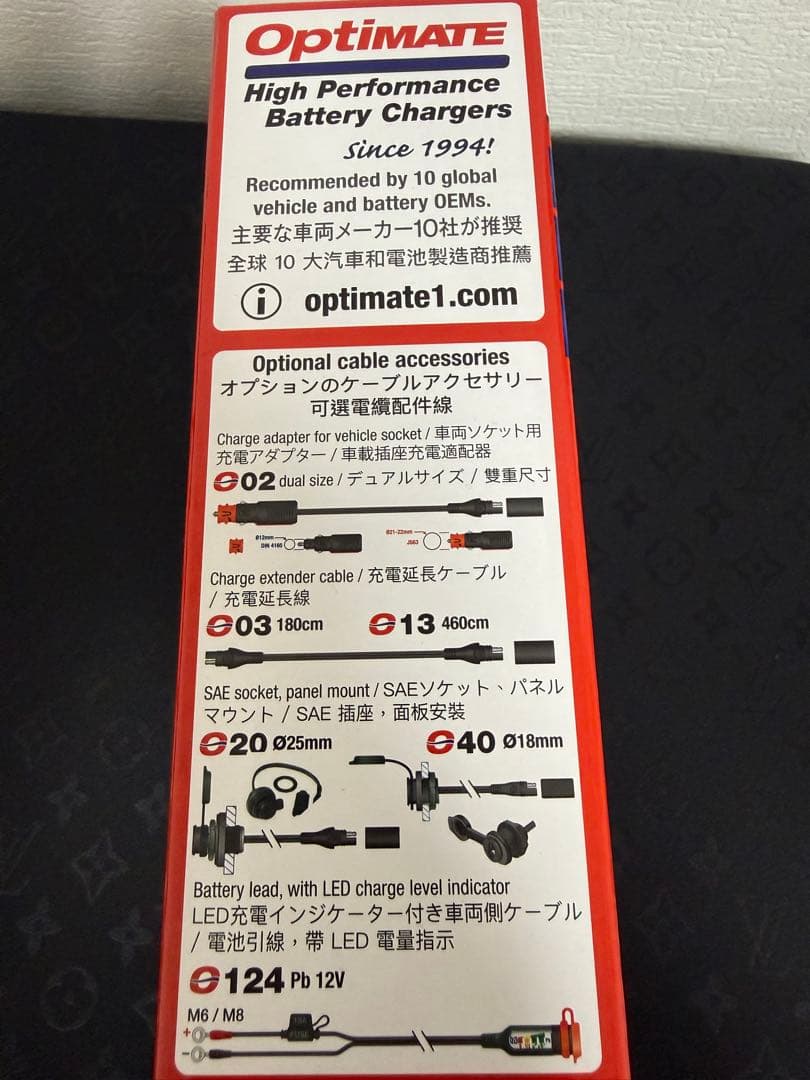 OptiMATE
High Performance
Battery Chargers
Since 1994!
Recommended by 10 global
vehicle and battery OEMs.
主要な車両メーカー10社が推奨
全球 10 大汽車和電池製造商推薦
i optimate1.com
Optional cable accessories
オプションのケーブルアクセサリー
可選電纜配件線
Charge adapter for vehicle socket / 車両ソケット用
充電アダプター / 車載插座充電適配器
O02 dual size / デュアルサイズ / 雙重尺寸
Ø12mm
DIN 4165
Ø21-22mm
J563
Charge extender cable / 充電延長ケーブル
/ 充電延長線
O03 180cm O13 460cm
SAE socket, panel mount / SAEソケット、パネル
マウント / SAE 插座，面板安裝
O20 Ø25mm O40 Ø18mm
Battery lead, with LED charge level indicator
LED充電インジケーター付き車両側ケーブル
/ 電池引線，帶 LED 電量指示
O124 Pb 12V
M6 / M8
+
15A
FUSE
−